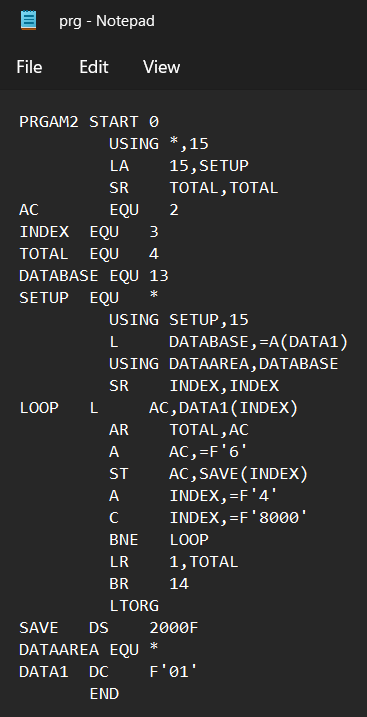 prg - Notepad
File Edit View
PRGAM2 START 0
USING *,15
LA 15,SETUP
SR TOTAL,TOTAL
AC EQU 2
INDEX EQU 3
TOTAL EQU 4
DATABASE EQU 13
SETUP EQU *
USING SETUP,15
L DATABASE,=A(DATA1)
USING DATAAREA,DATABASE
SR INDEX,INDEX
LOOP L AC,DATA1(INDEX)
AR TOTAL,AC
A AC,=F'6'
ST AC,SAVE(INDEX)
A INDEX,=F'4'
C INDEX,=F'8000'
BNE LOOP
LR 1,TOTAL
BR 14
LTORG
SAVE DS 2000F
DATAAREA EQU *
DATA1 DC F'01'
END